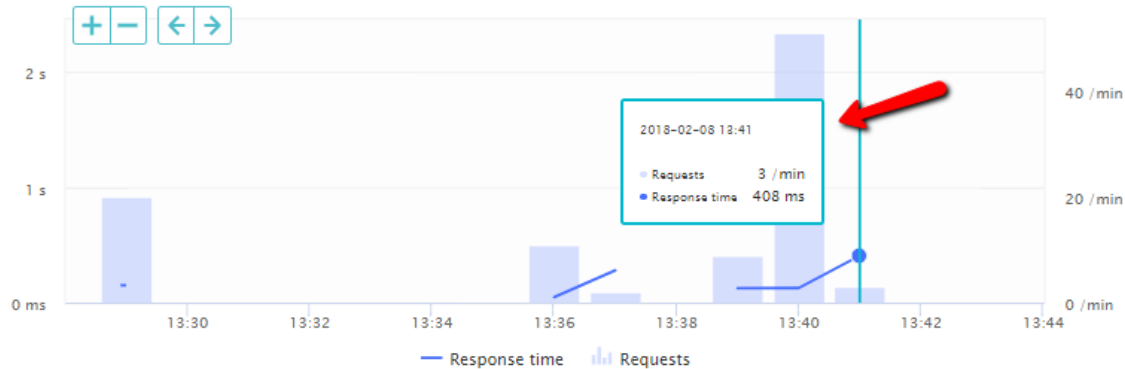 2 s
1 s
0 ms
40 /min
20 /min
0 /min
2018-02-08 13:41
Requests 3 /min
Response time 408 ms
13:30 13:32 13:34 13:36 13:38 13:40 13:42 13:44
Response time Requests